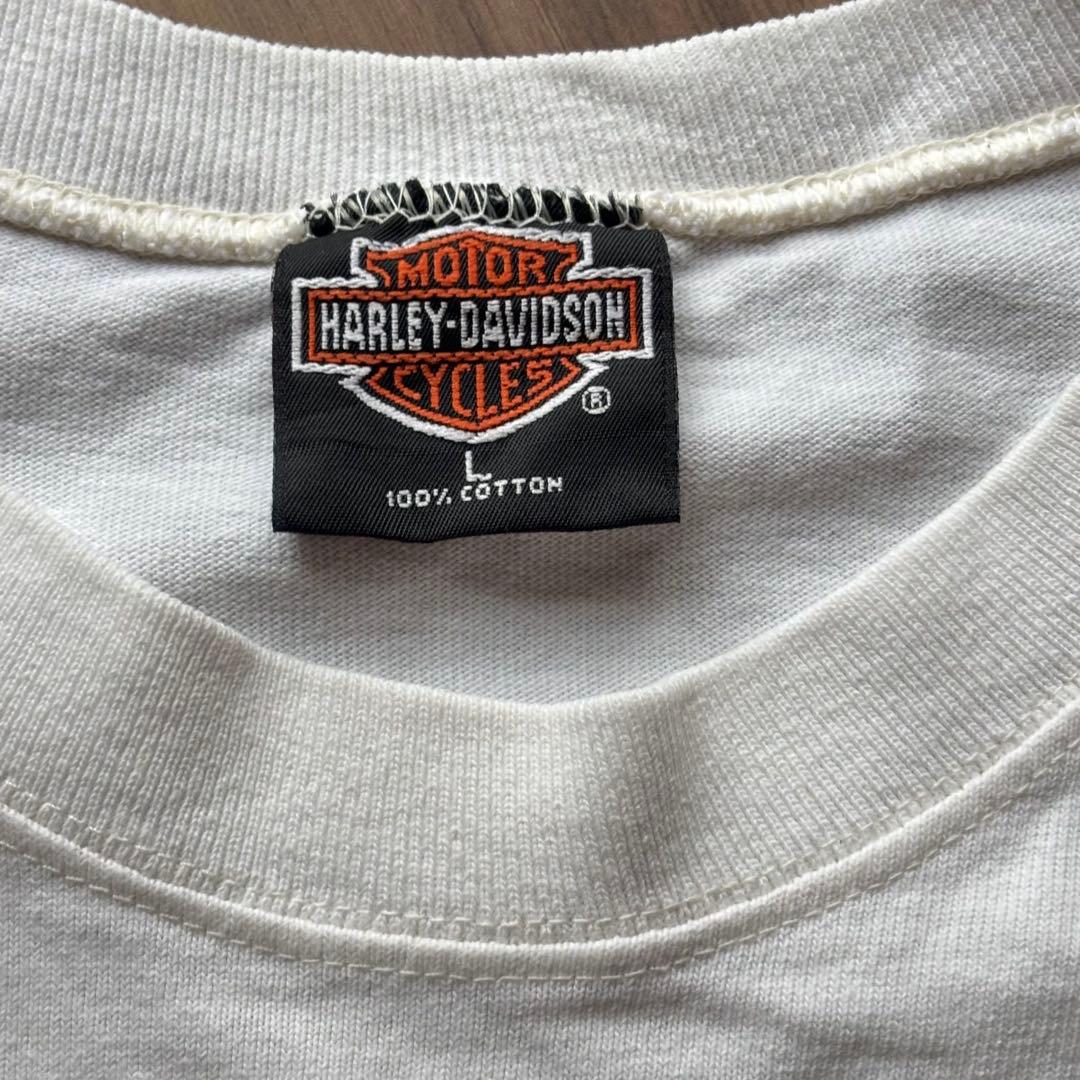 MOTOR
HARLEY-DAVIDSON
CYCLES
®
L
100% COTTON